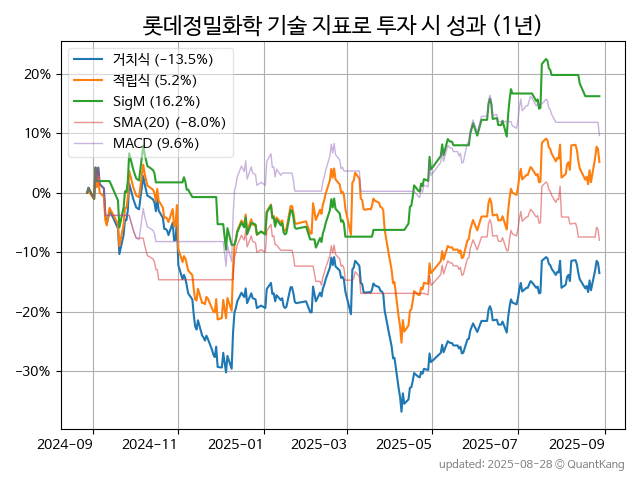 롯데정밀화학 기술 지표로 투자 시 성과 (1년)
거치식 (−13.5%)
적립식 (5.2%)
SigM (16.2%)
SMA(20) (−8.0%)
MACD (9.6%)
20%
10%
0%
−10%
−20%
−30%
2024-09
2024-11
2025-01
2025-03
2025-05
2025-07
2025-09
updated: 2025-08-28 © QuantKang